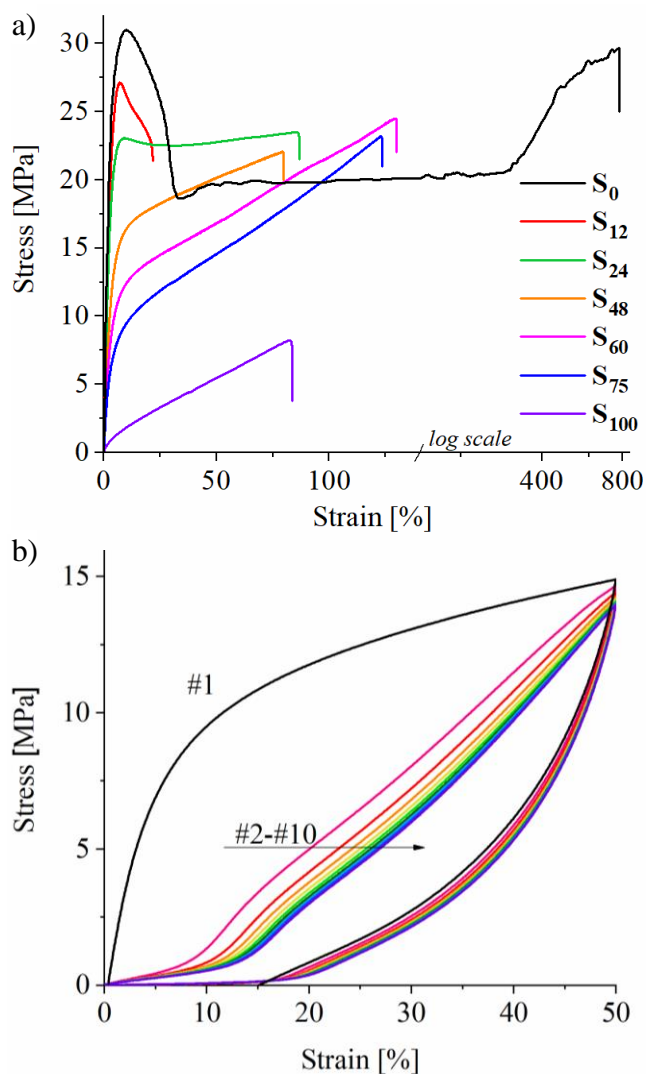 a)
30
25
20
15
10
5
0
Stress [MPa]
S0
S12
S24
S48
S60
S75
S100
log scale
0 50 100 400 800
Strain [%]
b)
15
10
5
0
Stress [MPa]
#1
#2-#10
0 10 20 30 40 50
Strain [%]